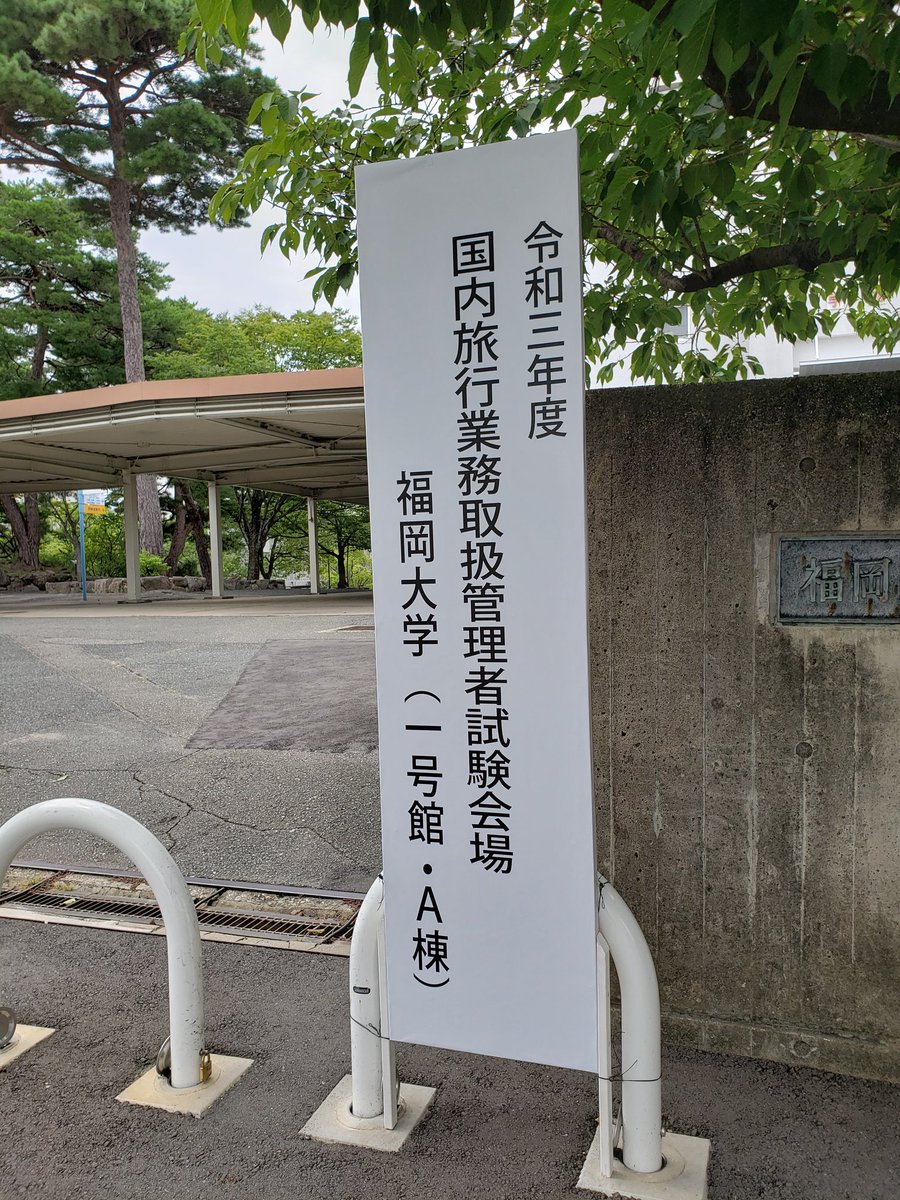 令和三年度
国内旅行業務取扱管理者試験会場
福岡大学（一号館・A棟）
福岡